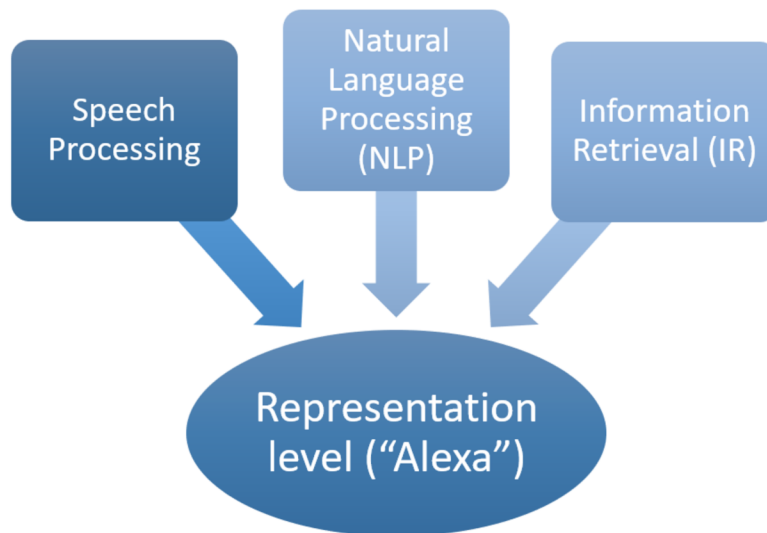 Speech
Processing
Natural
Language
Processing
(NLP)
Information
Retrieval (IR)
Representation
level (“Alexa”)